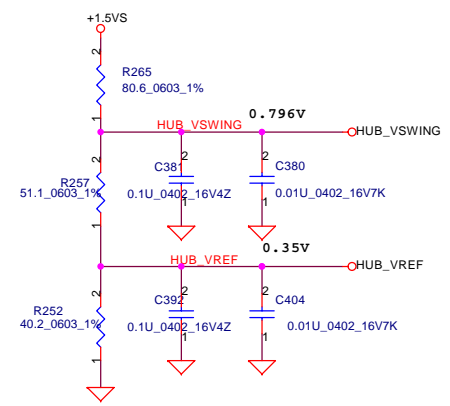 +1.5VS
2
R265
80.6_0603_1%
1
0.796V
HUB_VSWING
HUB_VSWING
2
R257
51.1_0603_1%
1
2
C381
0.1U_0402_16V4Z
1
2
C380
0.01U_0402_16V7K
1
0.35V
HUB_VREF
HUB_VREF
2
R252
40.2_0603_1%
1
2
C392
0.1U_0402_16V4Z
1
2
C404
0.01U_0402_16V7K
1